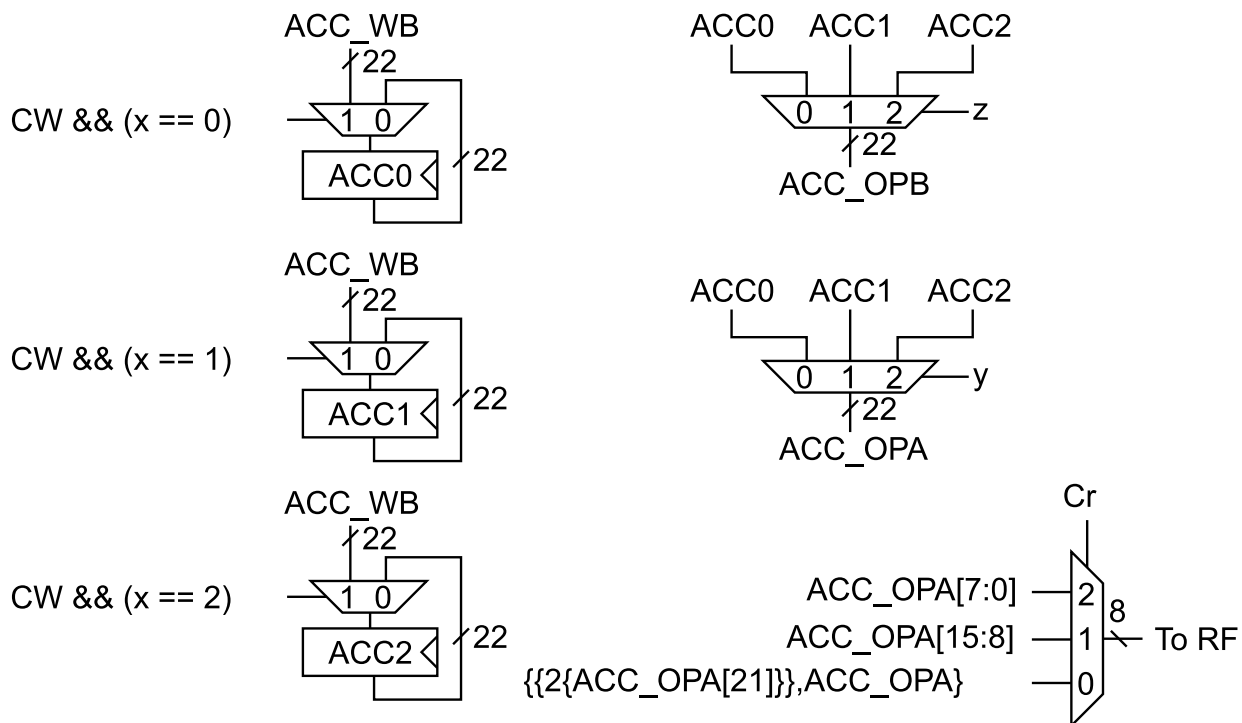 ACC_WB
22
CW && (x == 0)
1 0
ACC0
22
ACC_WB
22
CW && (x == 1)
1 0
ACC1
22
ACC_WB
22
CW && (x == 2)
1 0
ACC2
22
ACC0 ACC1 ACC2
0 1 2
z
22
ACC_OPB
ACC0 ACC1 ACC2
0 1 2
y
22
ACC_OPA
Cr
ACC_OPA[7:0]
2
8
ACC_OPA[15:8]
1
To RF
{{2{ACC_OPA[21]}},ACC_OPA}
0